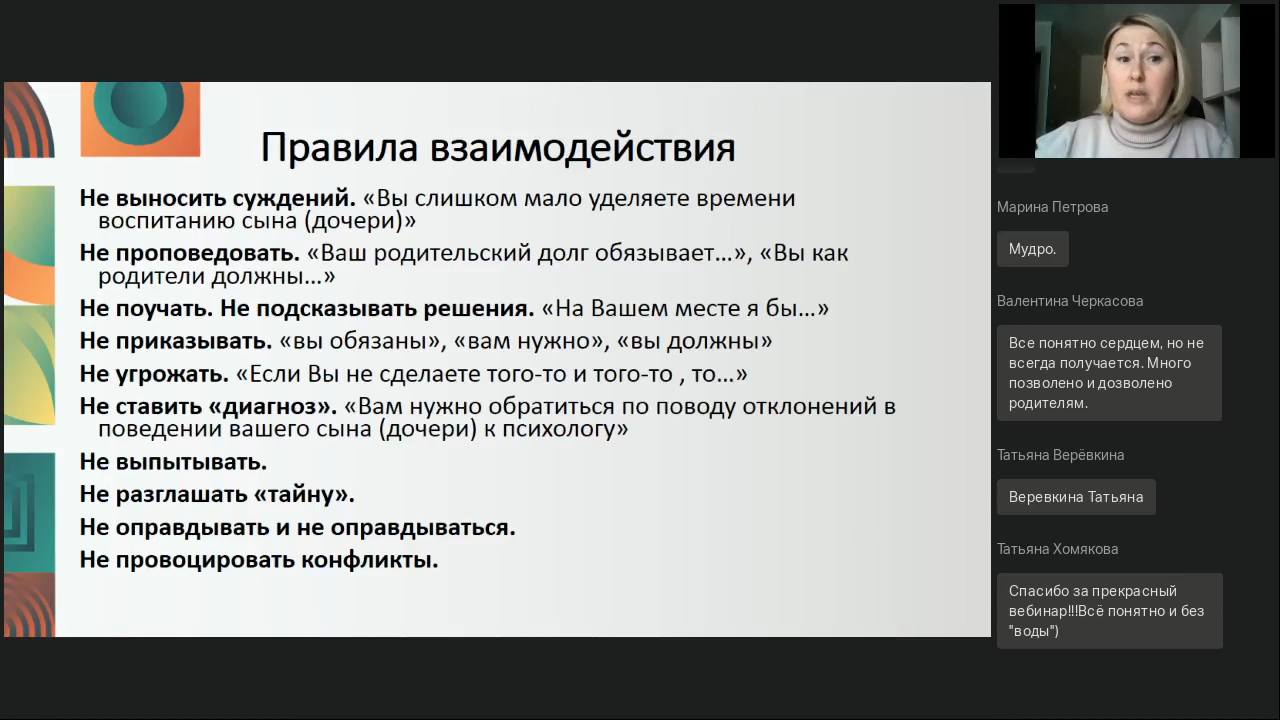 Правила взаимодействия
Не выносить суждений. «Вы слишком мало уделяете времени
воспитанию сына (дочери)»
Не проповедовать. «Ваш родительский долг обязывает…», «Вы как
родители должны…»
Не поучать. Не подсказывать решения. «На Вашем месте я бы…»
Не приказывать. «вы обязаны», «вам нужно», «вы должны»
Не угрожать. «Если Вы не сделаете того-то и того-то , то…»
Не ставить «диагноз». «Вам нужно обратиться по поводу отклонений в
поведении вашего сына (дочери) к психологу»
Не выпытывать.
Не разглашать «тайну».
Не оправдывать и не оправдываться.
Не провоцировать конфликты.
Марина Петрова
Мудро.
Валентина Черкасова
Все понятно сердцем, но не
всегда получается. Много
позволено и дозволено
родителям.
Татьяна Верёвкина
Веревкина Татьяна
Татьяна Хомякова
Спасибо за прекрасный
вебинар!!!Всё понятно и без
"воды")